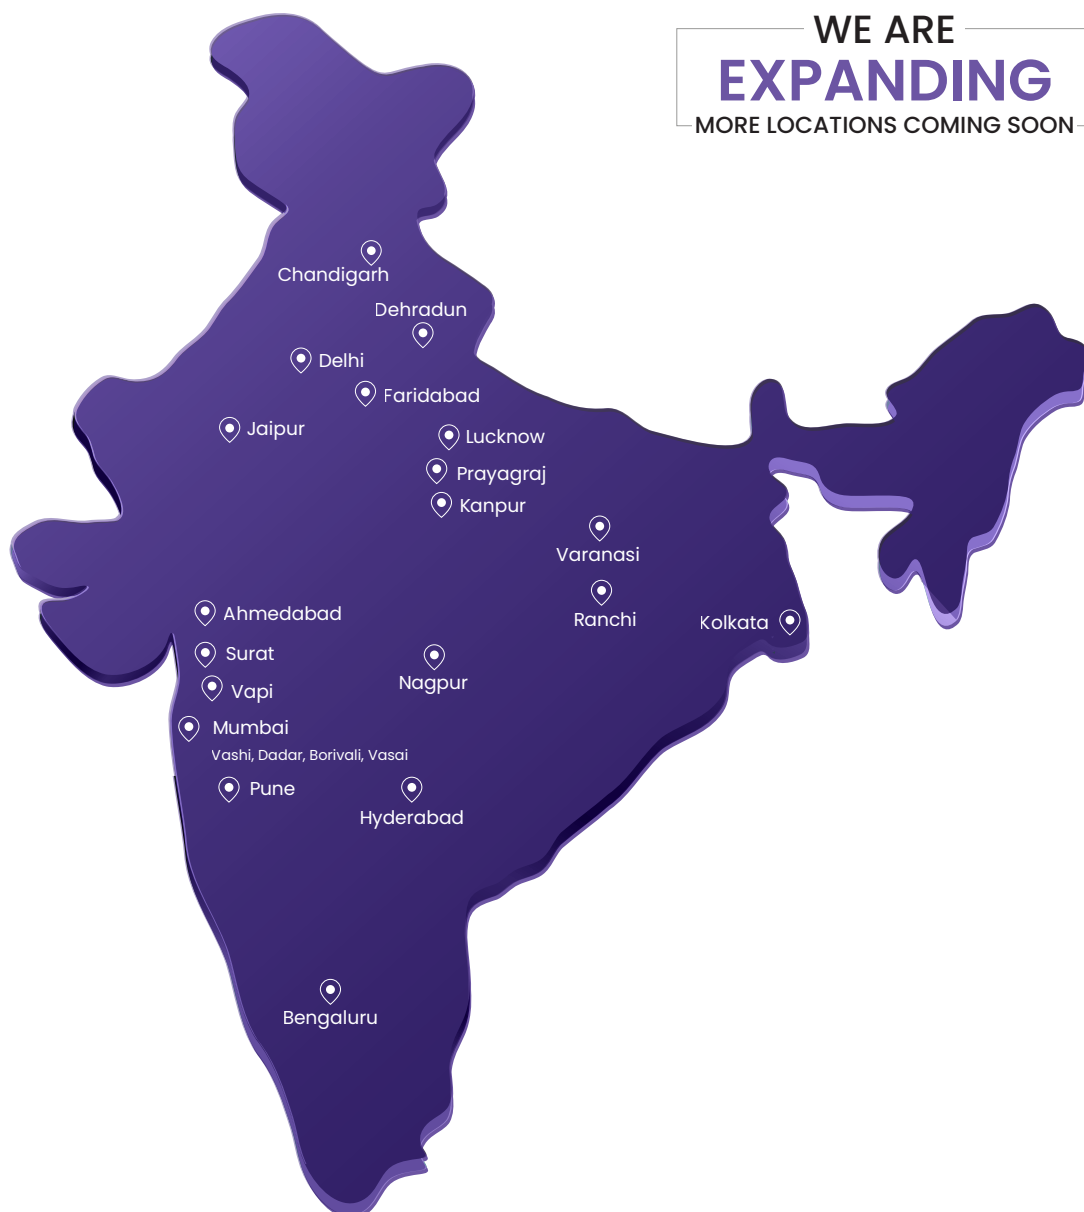 WE ARE
EXPANDING
MORE LOCATIONS COMING SOON
Chandigarh
Dehradun
Delhi
Faridabad
Jaipur
Lucknow
Prayagraj
Kanpur
Varanasi
Ahmedabad
Ranchi
Kolkata
Surat
Nagpur
Vapi
Mumbai
Vashi, Dadar, Borivali, Vasai
Pune
Hyderabad
Bengaluru